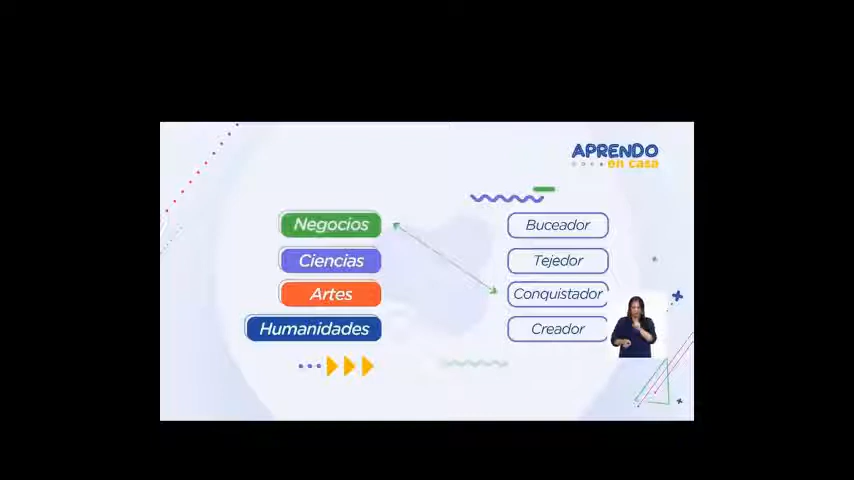 APRENDO
en casa
Negocios
Buceador
Ciencias
Tejedor
Artes
Conquistador
Humanidades
Creador